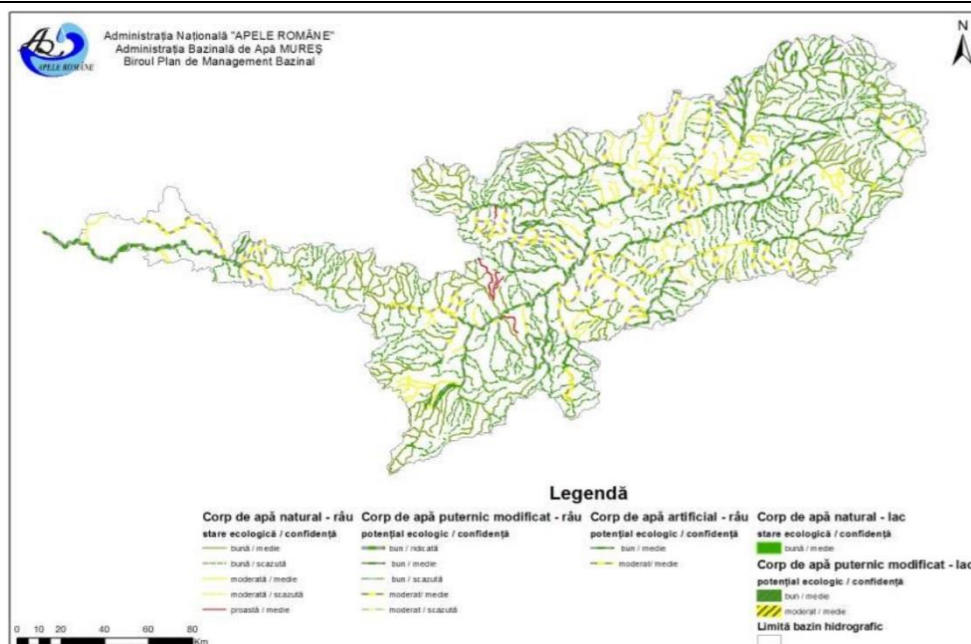 Administrația Națională "APELE ROMÂNE"
Administrația Bazinală de Apă MUREȘ
Biroul Plan de Management Bazinal
APELE ROMÂNE
N
Legendă
Corp de apă natural - râu
stare ecologică / confidență
bună / medie
bună / scazută
moderată / medie
moderată / scazută
proastă / medie
Corp de apă puternic modificat - râu
potențial ecologic / confidență
bun / ridicată
bun / medie
bun / scazută
moderat/ medie
moderat / scazută
Corp de apă artificial - râu
potențial ecologic / confidență
bun / medie
moderat/ medie
Corp de apă natural - lac
stare ecologică / confidență
bună / medie
Corp de apă puternic modificat - lac
potențial ecologic / confidență
bun / medie
moderat / medie
Limită bazin hidrografic
0 10 20 40 60 80
Km